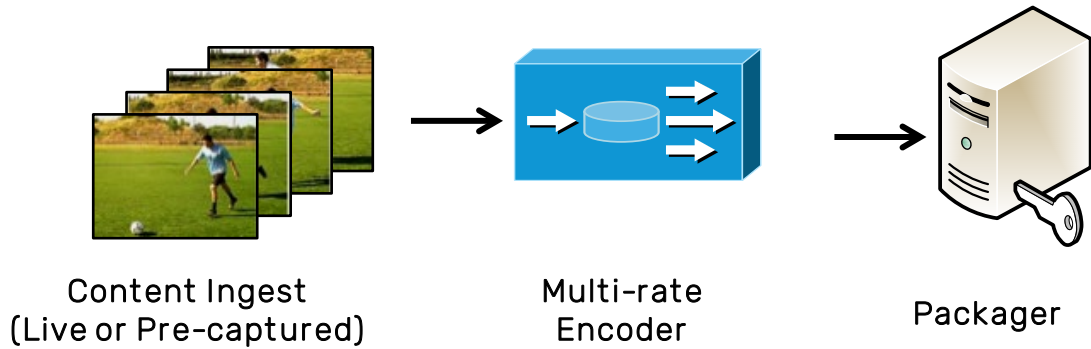 Content Ingest
(Live or Pre-captured)
Multi-rate
Encoder
Packager